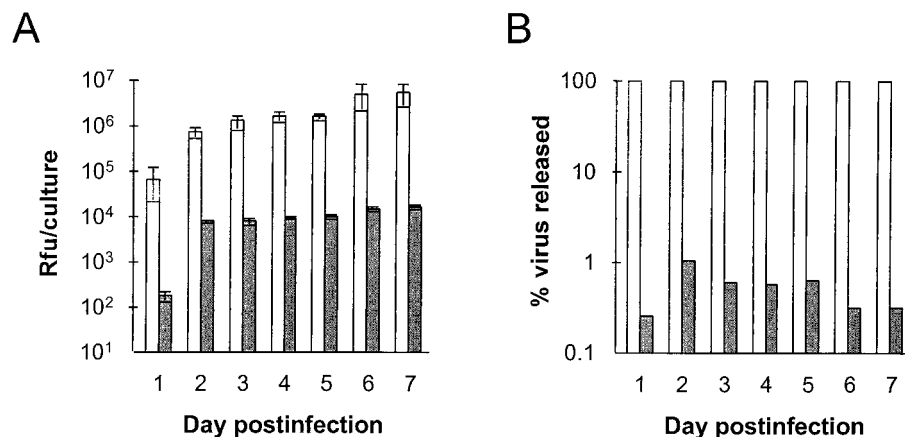 A
Rfu/culture
10⁷
10⁶
10⁵
10⁴
10³
10²
10¹
1 2 3 4 5 6 7
Day postinfection
B
% virus released
100
10
1
0.1
1 2 3 4 5 6 7
Day postinfection